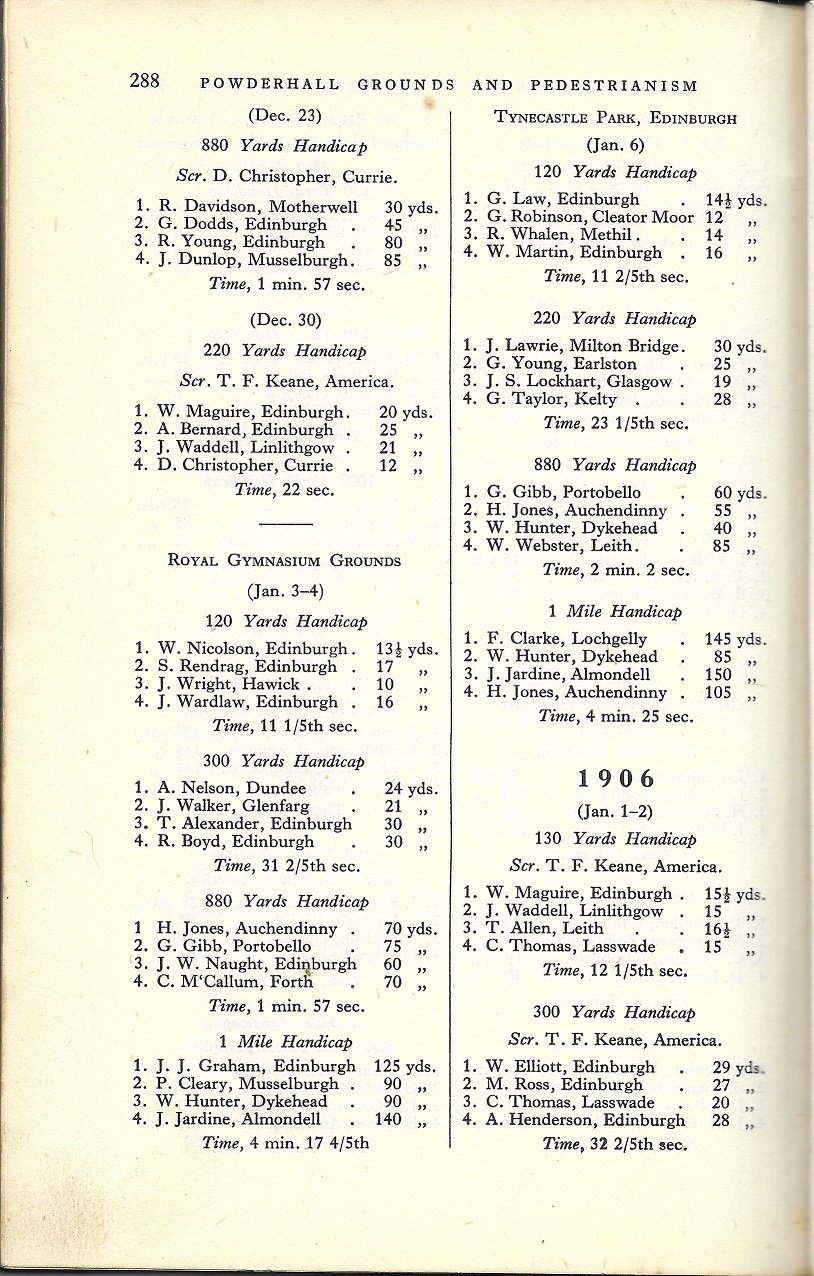 288 POWDERHALL GROUNDS AND PEDESTRIANISM
(Dec. 23)
880 Yards Handicap
Scr. D. Christopher, Currie.
1. R. Davidson, Motherwell 30 yds.
2. G. Dodds, Edinburgh . 45 „
3. R. Young, Edinburgh . 80 „
4. J. Dunlop, Musselburgh. 85 „
Time, 1 min. 57 sec.
(Dec. 30)
220 Yards Handicap
Scr. T. F. Keane, America.
1. W. Maguire, Edinburgh. 20 yds.
2. A. Bernard, Edinburgh . 25 „
3. J. Waddell, Linlithgow . 21 „
4. D. Christopher, Currie . 12 „
Time, 22 sec.
ROYAL GYMNASIUM GROUNDS
(Jan. 3–4)
120 Yards Handicap
1. W. Nicolson, Edinburgh. 13½ yds.
2. S. Rendrag, Edinburgh . 17 „
3. J. Wright, Hawick . . 10 „
4. J. Wardlaw, Edinburgh . 16 „
Time, 11 1/5th sec.
300 Yards Handicap
1. A. Nelson, Dundee . 24 yds.
2. J. Walker, Glenfarg . 21 „
3. T. Alexander, Edinburgh 30 „
4. R. Boyd, Edinburgh . 30 „
Time, 31 2/5th sec.
880 Yards Handicap
1 H. Jones, Auchendinny . 70 yds.
2. G. Gibb, Portobello . 75 „
3. J. W. Naught, Edinburgh 60 „
4. C. M‘Callum, Forth . 70 „
Time, 1 min. 57 sec.
1 Mile Handicap
1. J. J. Graham, Edinburgh 125 yds.
2. P. Cleary, Musselburgh . 90 „
3. W. Hunter, Dykehead . 90 „
4. J. Jardine, Almondell . 140 „
Time, 4 min. 17 4/5th
TYNECASTLE PARK, EDINBURGH
(Jan. 6)
120 Yards Handicap
1. G. Law, Edinburgh . 14½ yds.
2. G. Robinson, Cleator Moor 12 „
3. R. Whalen, Methil . . 14 „
4. W. Martin, Edinburgh . 16 „
Time, 11 2/5th sec.
220 Yards Handicap
1. J. Lawrie, Milton Bridge. 30 yds.
2. G. Young, Earlston . 25 „
3. J. S. Lockhart, Glasgow . 19 „
4. G. Taylor, Kelty . . 28 „
Time, 23 1/5th sec.
880 Yards Handicap
1. G. Gibb, Portobello . 60 yds.
2. H. Jones, Auchendinny . 55 „
3. W. Hunter, Dykehead . 40 „
4. W. Webster, Leith. . 85 „
Time, 2 min. 2 sec.
1 Mile Handicap
1. F. Clarke, Lochgelly . 145 yds.
2. W. Hunter, Dykehead . 85 „
3. J. Jardine, Almondell . 150 „
4. H. Jones, Auchendinny . 105 „
Time, 4 min. 25 sec.
1906
(Jan. 1–2)
130 Yards Handicap
Scr. T. F. Keane, America.
1. W. Maguire, Edinburgh . 15½ yds.
2. J. Waddell, Linlithgow . 15 „
3. T. Allen, Leith . . 16½ „
4. C. Thomas, Lasswade . 15 „
Time, 12 1/5th sec.
300 Yards Handicap
Scr. T. F. Keane, America.
1. W. Elliott, Edinburgh . 29 yds.
2. M. Ross, Edinburgh . 27 „
3. C. Thomas, Lasswade . 20 „
4. A. Henderson, Edinburgh 28 „
Time, 32 2/5th sec.